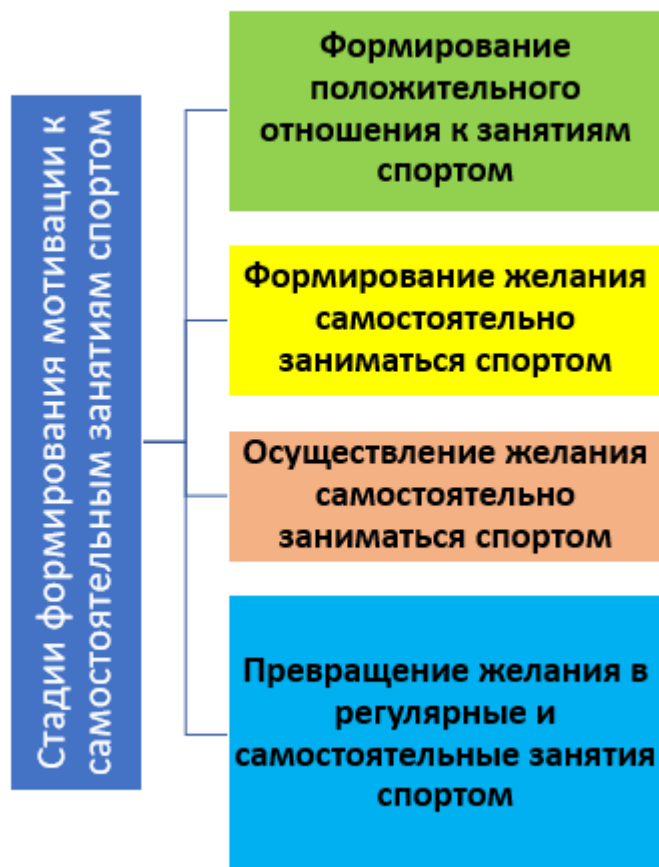 Стадии формирования мотивации к
самостоятельным занятиям спортом
Формирование
положительного
отношения к занятиям
спортом
Формирование желания
самостоятельно
заниматься спортом
Осуществление желания
самостоятельно
заниматься спортом
Превращение желания в
регулярные и
самостоятельные занятия
спортом